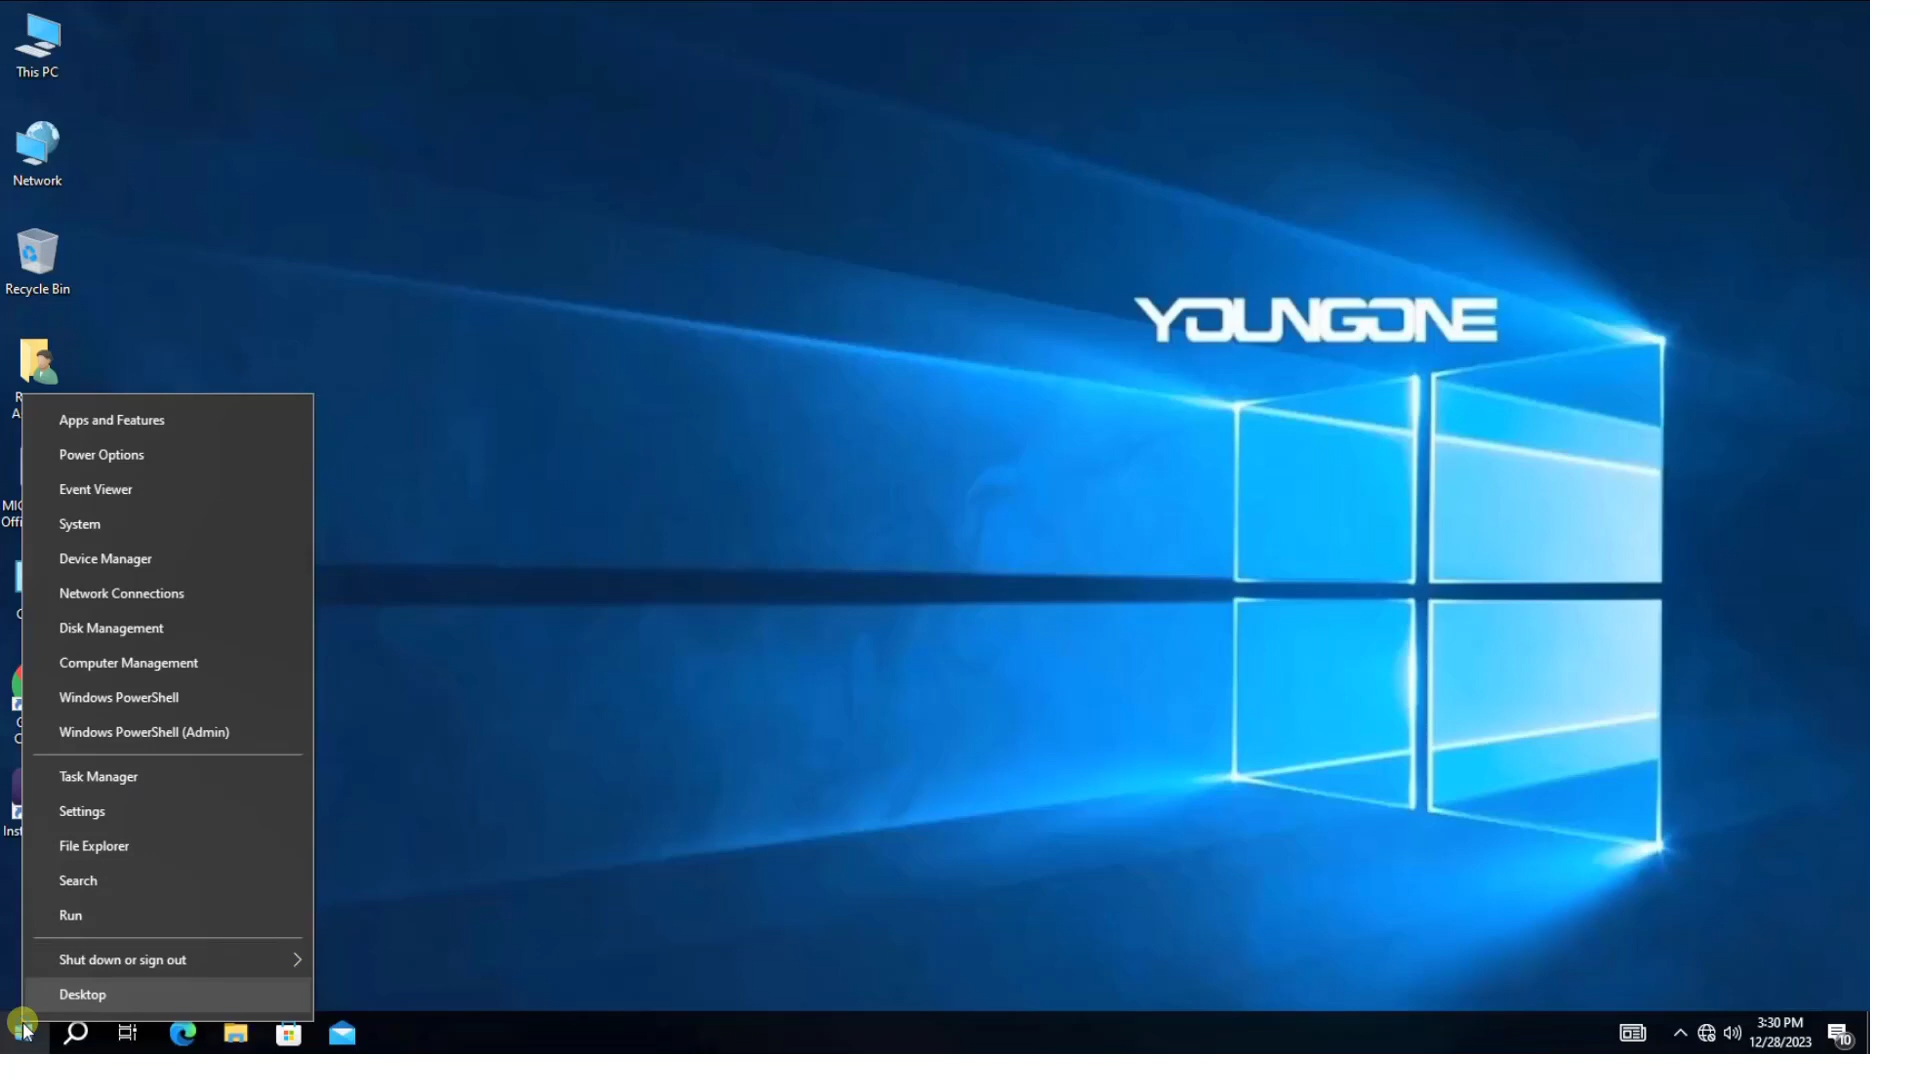 This PC
Network
Recycle Bin
YOUNGONE
Apps and Features
Power Options
Event Viewer
System
Device Manager
Network Connections
Disk Management
Computer Management
Windows PowerShell
Windows PowerShell (Admin)
Task Manager
Settings
File Explorer
Search
Run
Shut down or sign out
Desktop
3:30 PM
12/28/2023
10